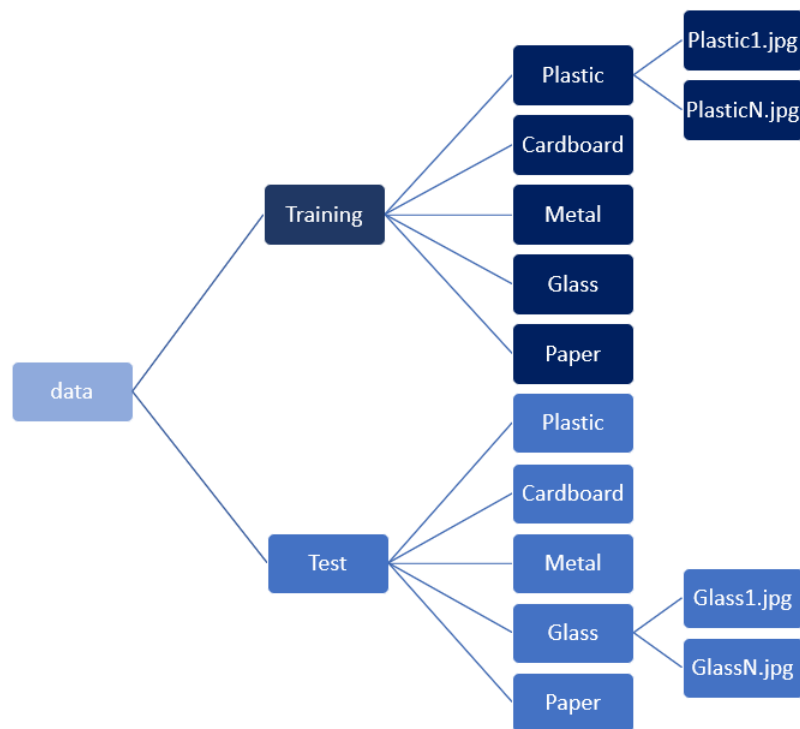 data
Training
Plastic
Plastic1.jpg
PlasticN.jpg
Cardboard
Metal
Glass
Paper
Test
Plastic
Cardboard
Metal
Glass
Glass1.jpg
GlassN.jpg
Paper